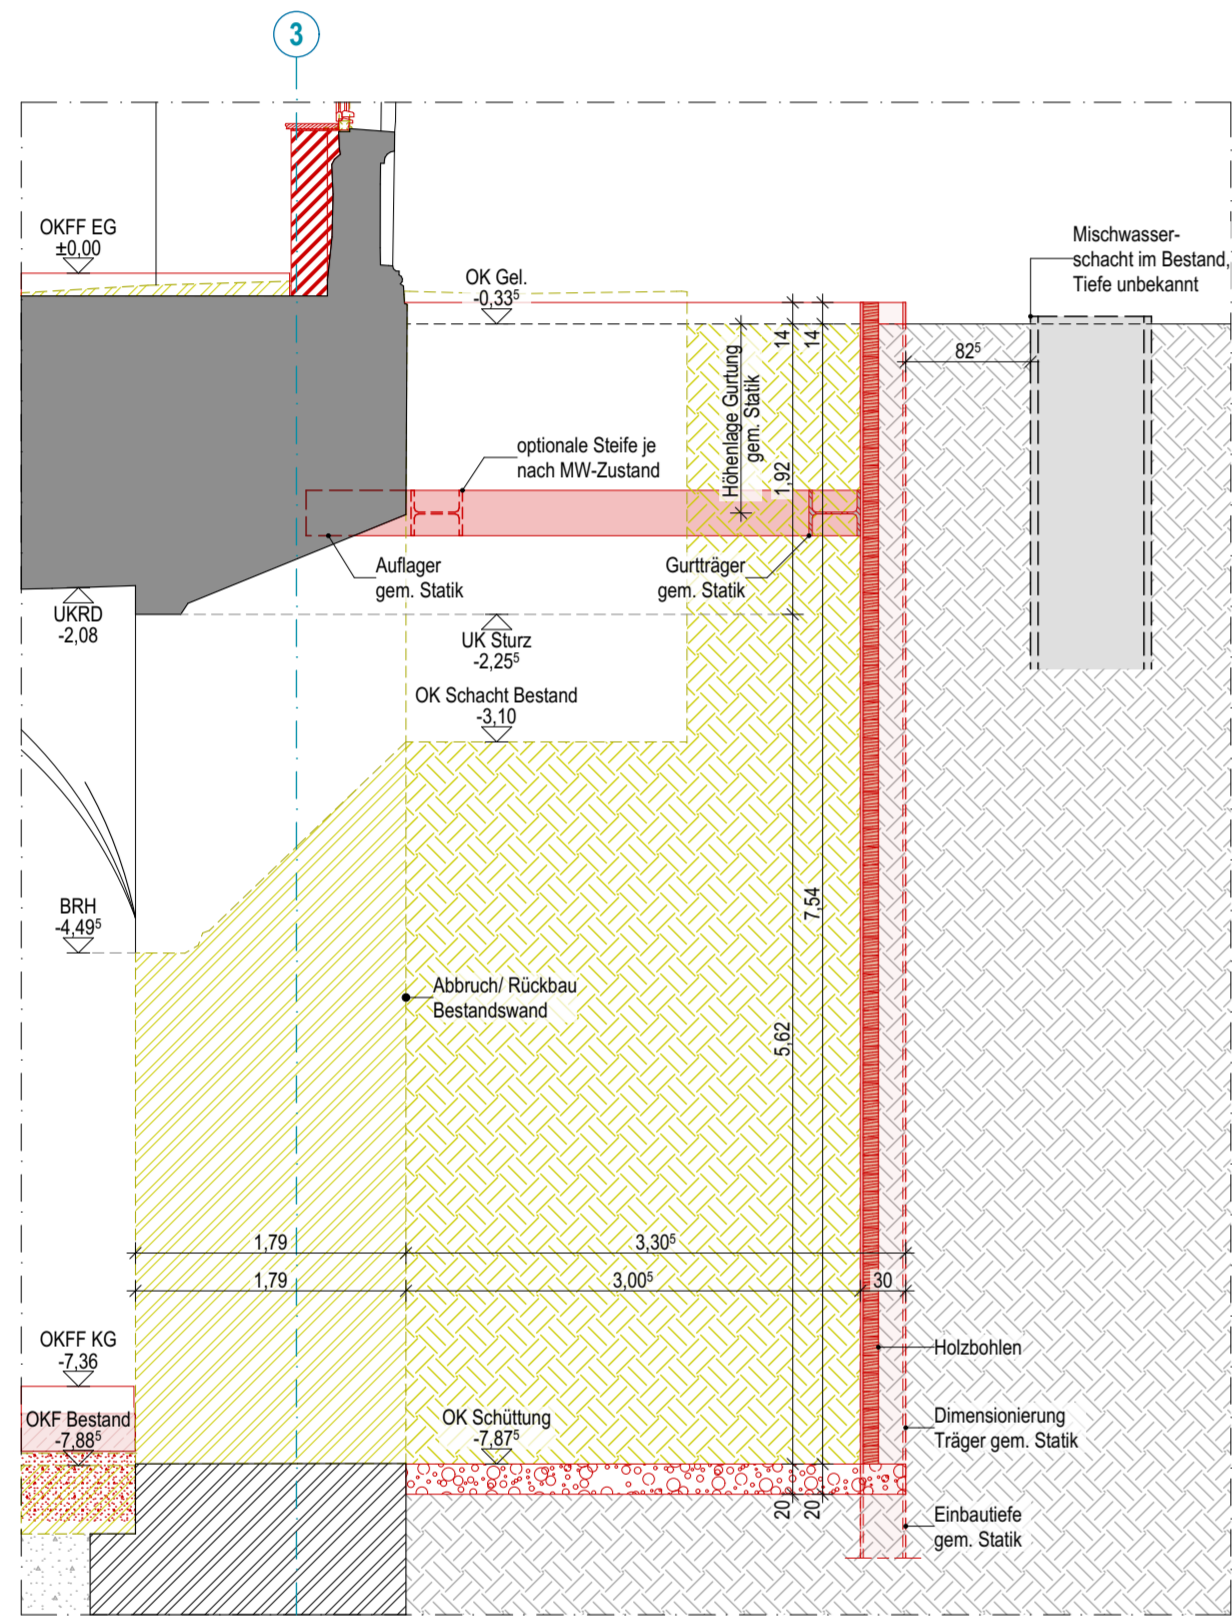 3
OKFF EG
±0,00
OK Gel.
-0,33⁵
Mischwasser-
schacht im Bestand,
Tiefe unbekannt
14
14
82⁵
Höhenlage Gurtung
gem. Statik
1,92
optionale Steife je
nach MW-Zustand
Auflager
gem. Statik
Gurtträger
gem. Statik
UKRD
-2,08
UK Sturz
-2,25⁵
OK Schacht Bestand
-3,10
BRH
-4,49⁵
7,54
Abbruch/ Rückbau
Bestandswand
5,62
1,79
3,30⁵
1,79
3,00⁵
30
OKFF KG
-7,36
Holzbohlen
OKF Bestand
-7,88⁵
OK Schüttung
-7,87⁵
Dimensionierung
Träger gem. Statik
20
20
Einbautiefe
gem. Statik